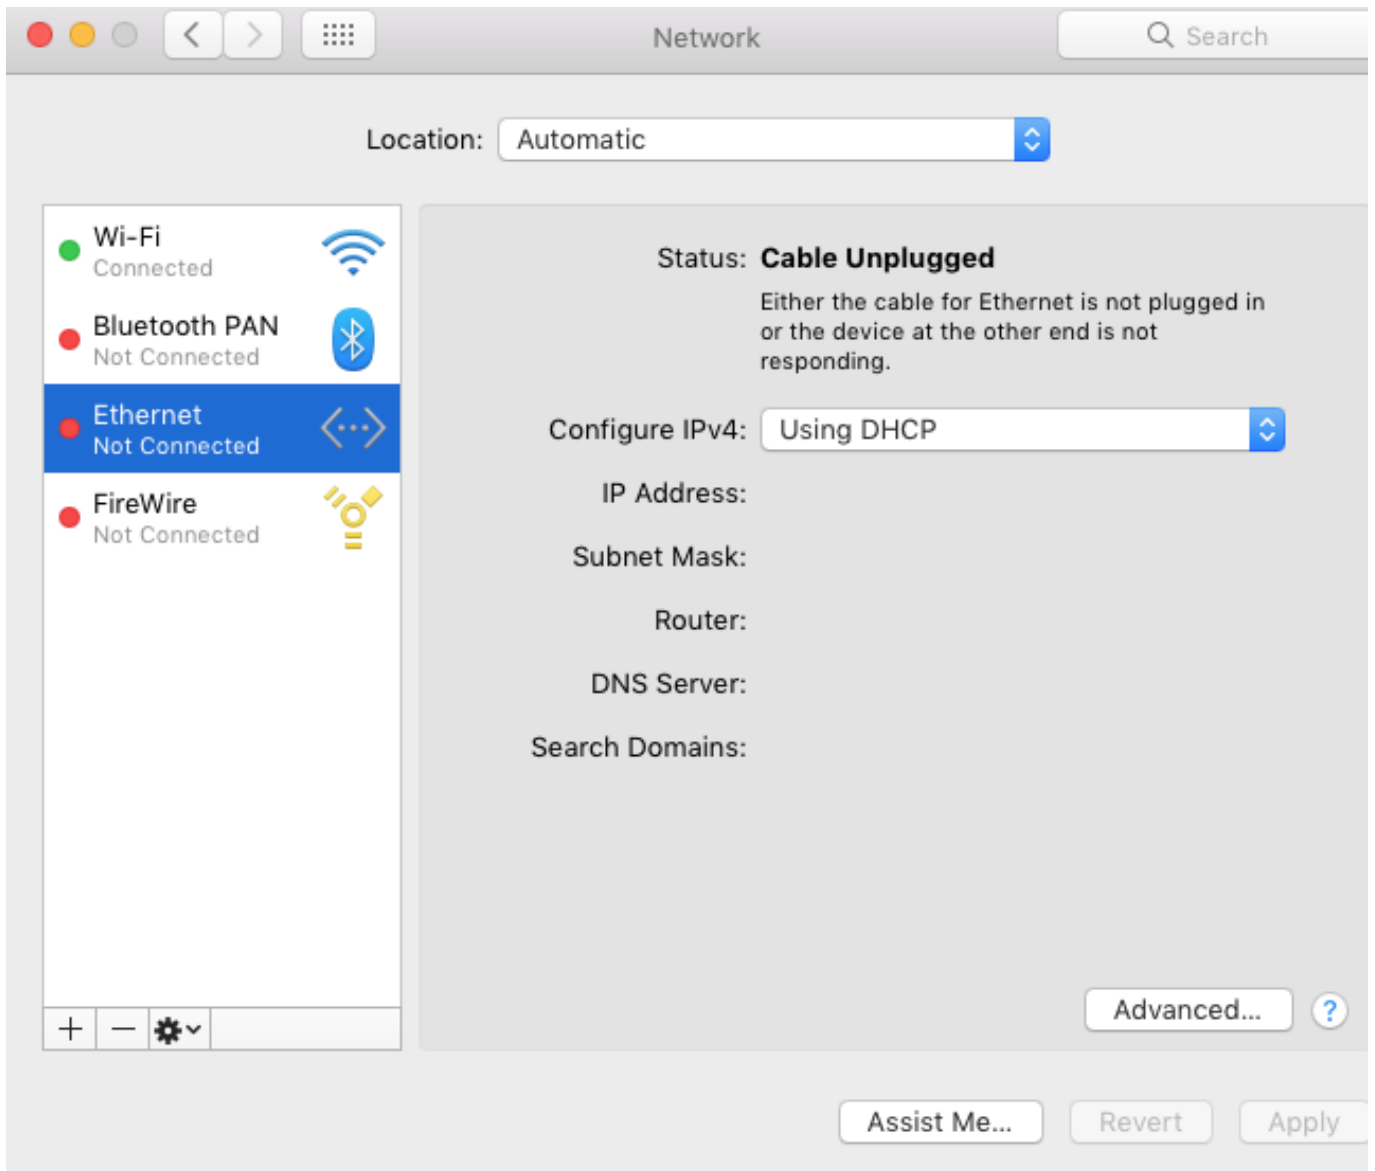 Network
Search
Location: Automatic
Wi-Fi
Connected
Bluetooth PAN
Not Connected
Ethernet
Not Connected
FireWire
Not Connected
Status: Cable Unplugged
Either the cable for Ethernet is not plugged in
or the device at the other end is not
responding.
Configure IPv4: Using DHCP
IP Address:
Subnet Mask:
Router:
DNS Server:
Search Domains:
Advanced... ?
Assist Me... Revert Apply